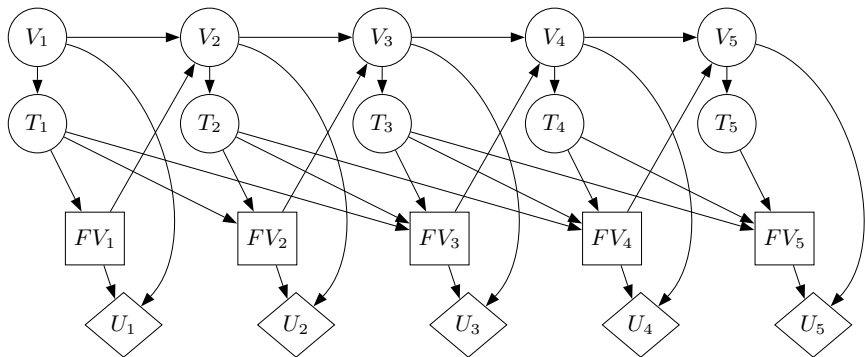 V₁ V₂ V₃ V₄ V₅
T₁ T₂ T₃ T₄ T₅
FV₁ FV₂ FV₃ FV₄ FV₅
U₁ U₂ U₃ U₄ U₅